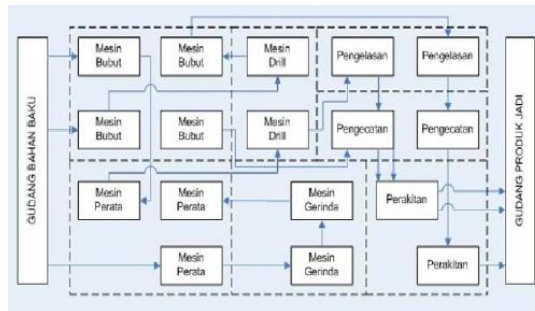 GUDANG BAHAN BAKU
Mesin
Bubut
Mesin
Bubut
Mesin
Drill
Pengelasan
Pengelasan
Mesin
Bubut
Mesin
Bubut
Mesin
Drill
Pengecatan
Pengecatan
Mesin
Perata
Mesin
Perata
Mesin
Gerinda
Perakitan
Mesin
Perata
Mesin
Gerinda
Perakitan
GUDANG PRODUK JADI